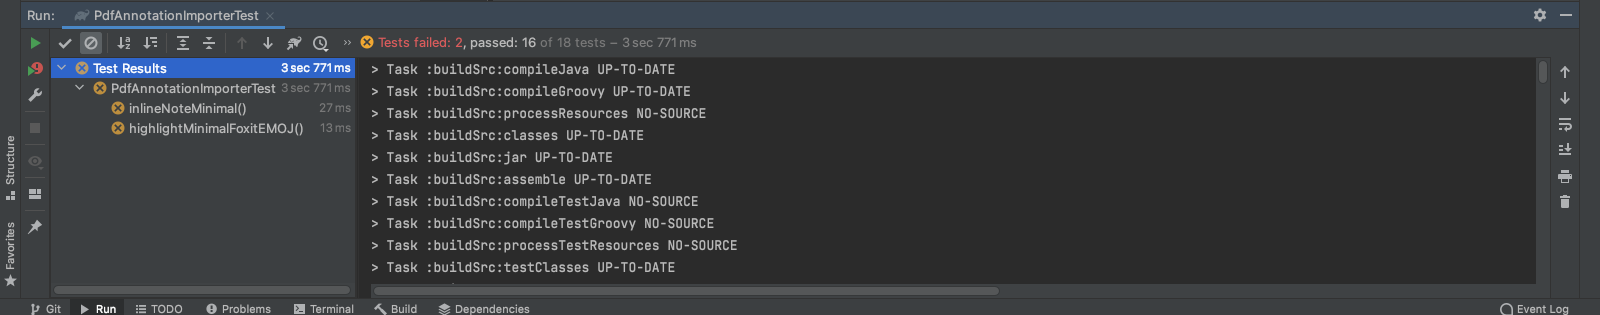 Run: PdfAnnotationImporterTest
Tests failed: 2, passed: 16 of 18 tests – 3 sec 771 ms
Test Results 3 sec 771 ms
PdfAnnotationImporterTest 3 sec 771 ms
inlineNoteMinimal() 27 ms
highlightMinimalFoxitEMOJ() 13 ms
> Task :buildSrc:compileJava UP-TO-DATE
> Task :buildSrc:compileGroovy UP-TO-DATE
> Task :buildSrc:processResources NO-SOURCE
> Task :buildSrc:classes UP-TO-DATE
> Task :buildSrc:jar UP-TO-DATE
> Task :buildSrc:assemble UP-TO-DATE
> Task :buildSrc:compileTestJava NO-SOURCE
> Task :buildSrc:compileTestGroovy NO-SOURCE
> Task :buildSrc:processTestResources NO-SOURCE
> Task :buildSrc:testClasses UP-TO-DATE
Structure
Favorites
Git Run TODO Problems Terminal Build Dependencies Event Log